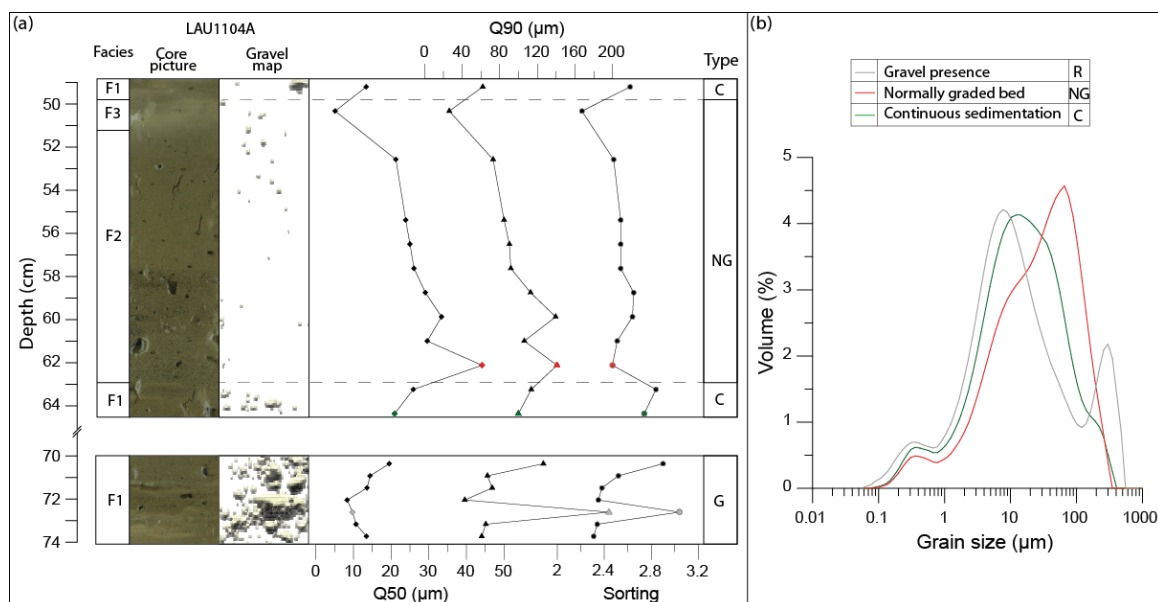 (a)
LAU1104A
Q90 (µm)
Facies
Core picture
Gravel map
0 40 80 120 160 200
Type
F1
F3
F2
F1
F1
C
NG
C
G
Depth (cm)
50
52
54
56
58
60
62
64
70
72
74
0 10 20 30 40 50
Q50 (µm)
2 2.4 2.8 3.2
Sorting
(b)
Gravel presence R
Normally graded bed NG
Continuous sedimentation C
Volume (%)
5
4
3
2
1
0
0.01 0.1 1 10 100 1000
Grain size (µm)